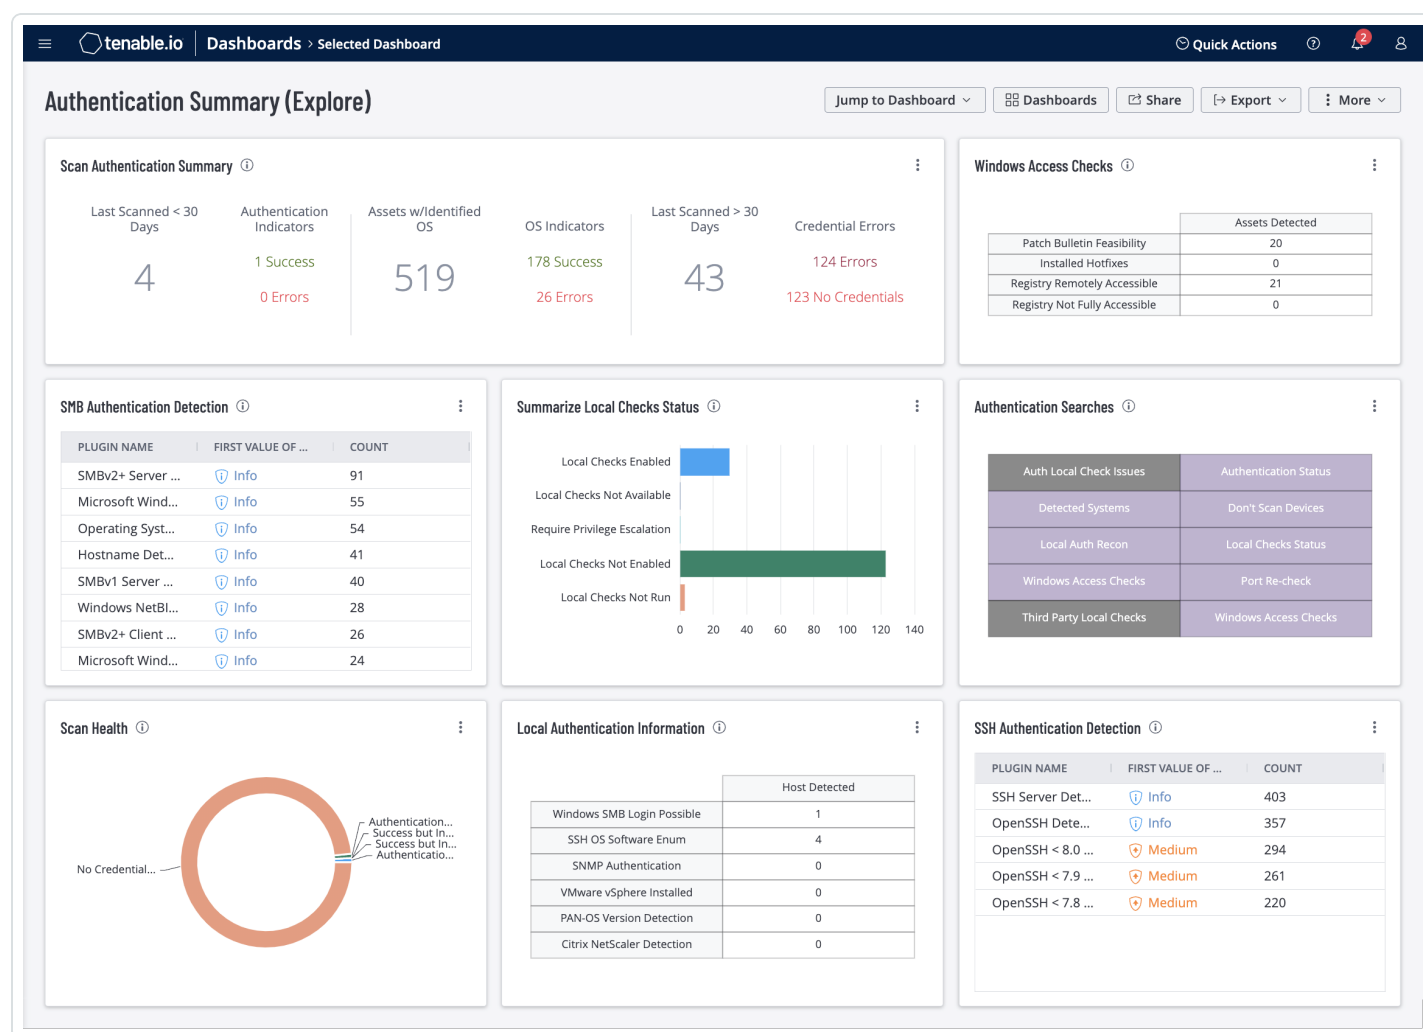 tenable.io Dashboards > Selected Dashboard Quick Actions 2
Authentication Summary (Explore) Jump to Dashboard Dashboards Share Export More
Scan Authentication Summary
Last Scanned < 30 Days
4
Authentication Indicators
1 Success
0 Errors
Assets w/Identified OS
519
OS Indicators
178 Success
26 Errors
Last Scanned > 30 Days
43
Credential Errors
124 Errors
123 No Credentials
Windows Access Checks
Assets Detected
Patch Bulletin Feasibility 20
Installed Hotfixes 0
Registry Remotely Accessible 21
Registry Not Fully Accessible 0
SMB Authentication Detection
PLUGIN NAME FIRST VALUE OF ... COUNT
SMBv2+ Server ... Info 91
Microsoft Wind... Info 55
Operating Syst... Info 54
Hostname Det... Info 41
SMBv1 Server ... Info 40
Windows NetBI... Info 28
SMBv2+ Client ... Info 26
Microsoft Wind... Info 24
Summarize Local Checks Status
Local Checks Enabled
Local Checks Not Available
Require Privilege Escalation
Local Checks Not Enabled
Local Checks Not Run
0 20 40 60 80 100 120 140
Authentication Searches
Auth Local Check Issues Authentication Status
Detected Systems Don't Scan Devices
Local Auth Recon Local Checks Status
Windows Access Checks Port Re-check
Third Party Local Checks Windows Access Checks
Scan Health
Authentication...
Success but In...
Success but In...
Authenticatio...
No Credential...
Local Authentication Information
Host Detected
Windows SMB Login Possible 1
SSH OS Software Enum 4
SNMP Authentication 0
VMware vSphere Installed 0
PAN-OS Version Detection 0
Citrix NetScaler Detection 0
SSH Authentication Detection
PLUGIN NAME FIRST VALUE OF ... COUNT
SSH Server Det... Info 403
OpenSSH Dete... Info 357
OpenSSH < 8.0 ... Medium 294
OpenSSH < 7.9 ... Medium 261
OpenSSH < 7.8 ... Medium 220